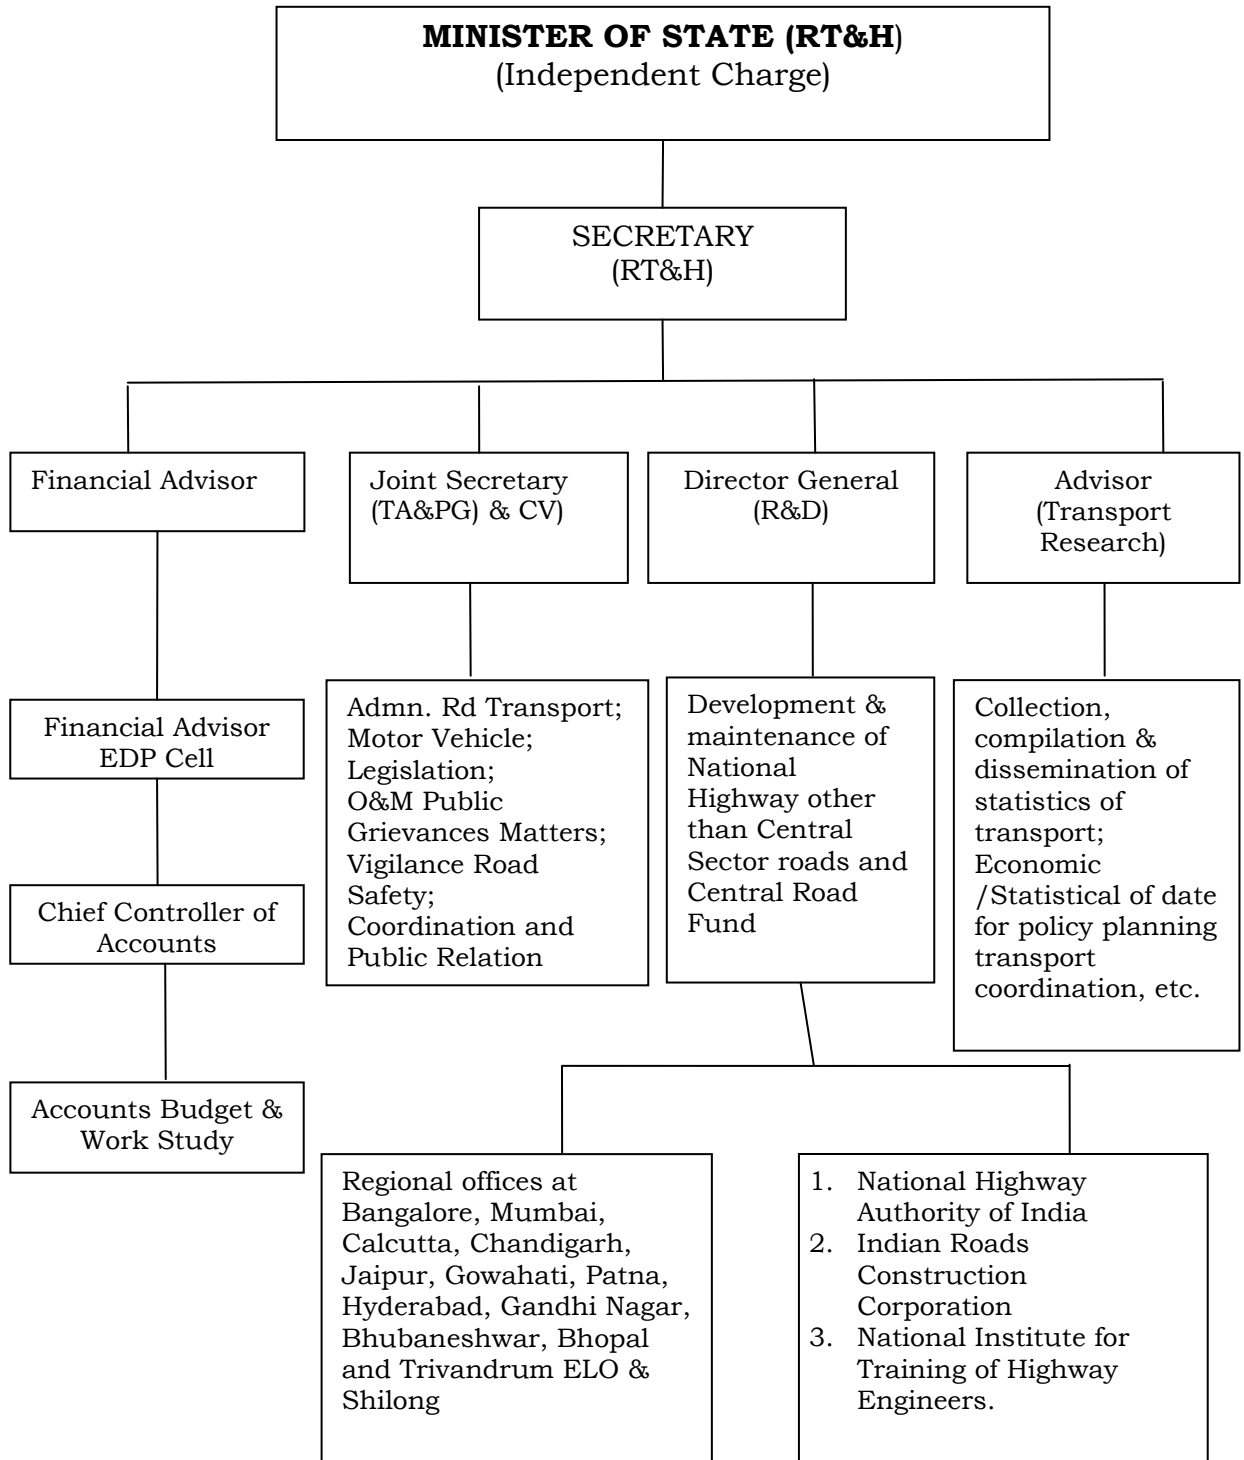 MINISTER OF STATE (RT&H)
(Independent Charge)
SECRETARY
(RT&H)
Financial Advisor
Joint Secretary
(TA&PG) & CV)
Director General
(R&D)
Advisor
(Transport
Research)
Financial Advisor
EDP Cell
Chief Controller of
Accounts
Accounts Budget &
Work Study
Admn. Rd Transport;
Motor Vehicle;
Legislation;
O&M Public
Grievances Matters;
Vigilance Road
Safety;
Coordination and
Public Relation
Development &
maintenance of
National
Highway other
than Central
Sector roads and
Central Road
Fund
Collection,
compilation &
dissemination of
statistics of
transport;
Economic
/Statistical of date
for policy planning
transport
coordination, etc.
Regional offices at
Bangalore, Mumbai,
Calcutta, Chandigarh,
Jaipur, Gowahati, Patna,
Hyderabad, Gandhi Nagar,
Bhubaneshwar, Bhopal
and Trivandrum ELO &
Shilong
1. National Highway
Authority of India
2. Indian Roads
Construction
Corporation
3. National Institute for
Training of Highway
Engineers.